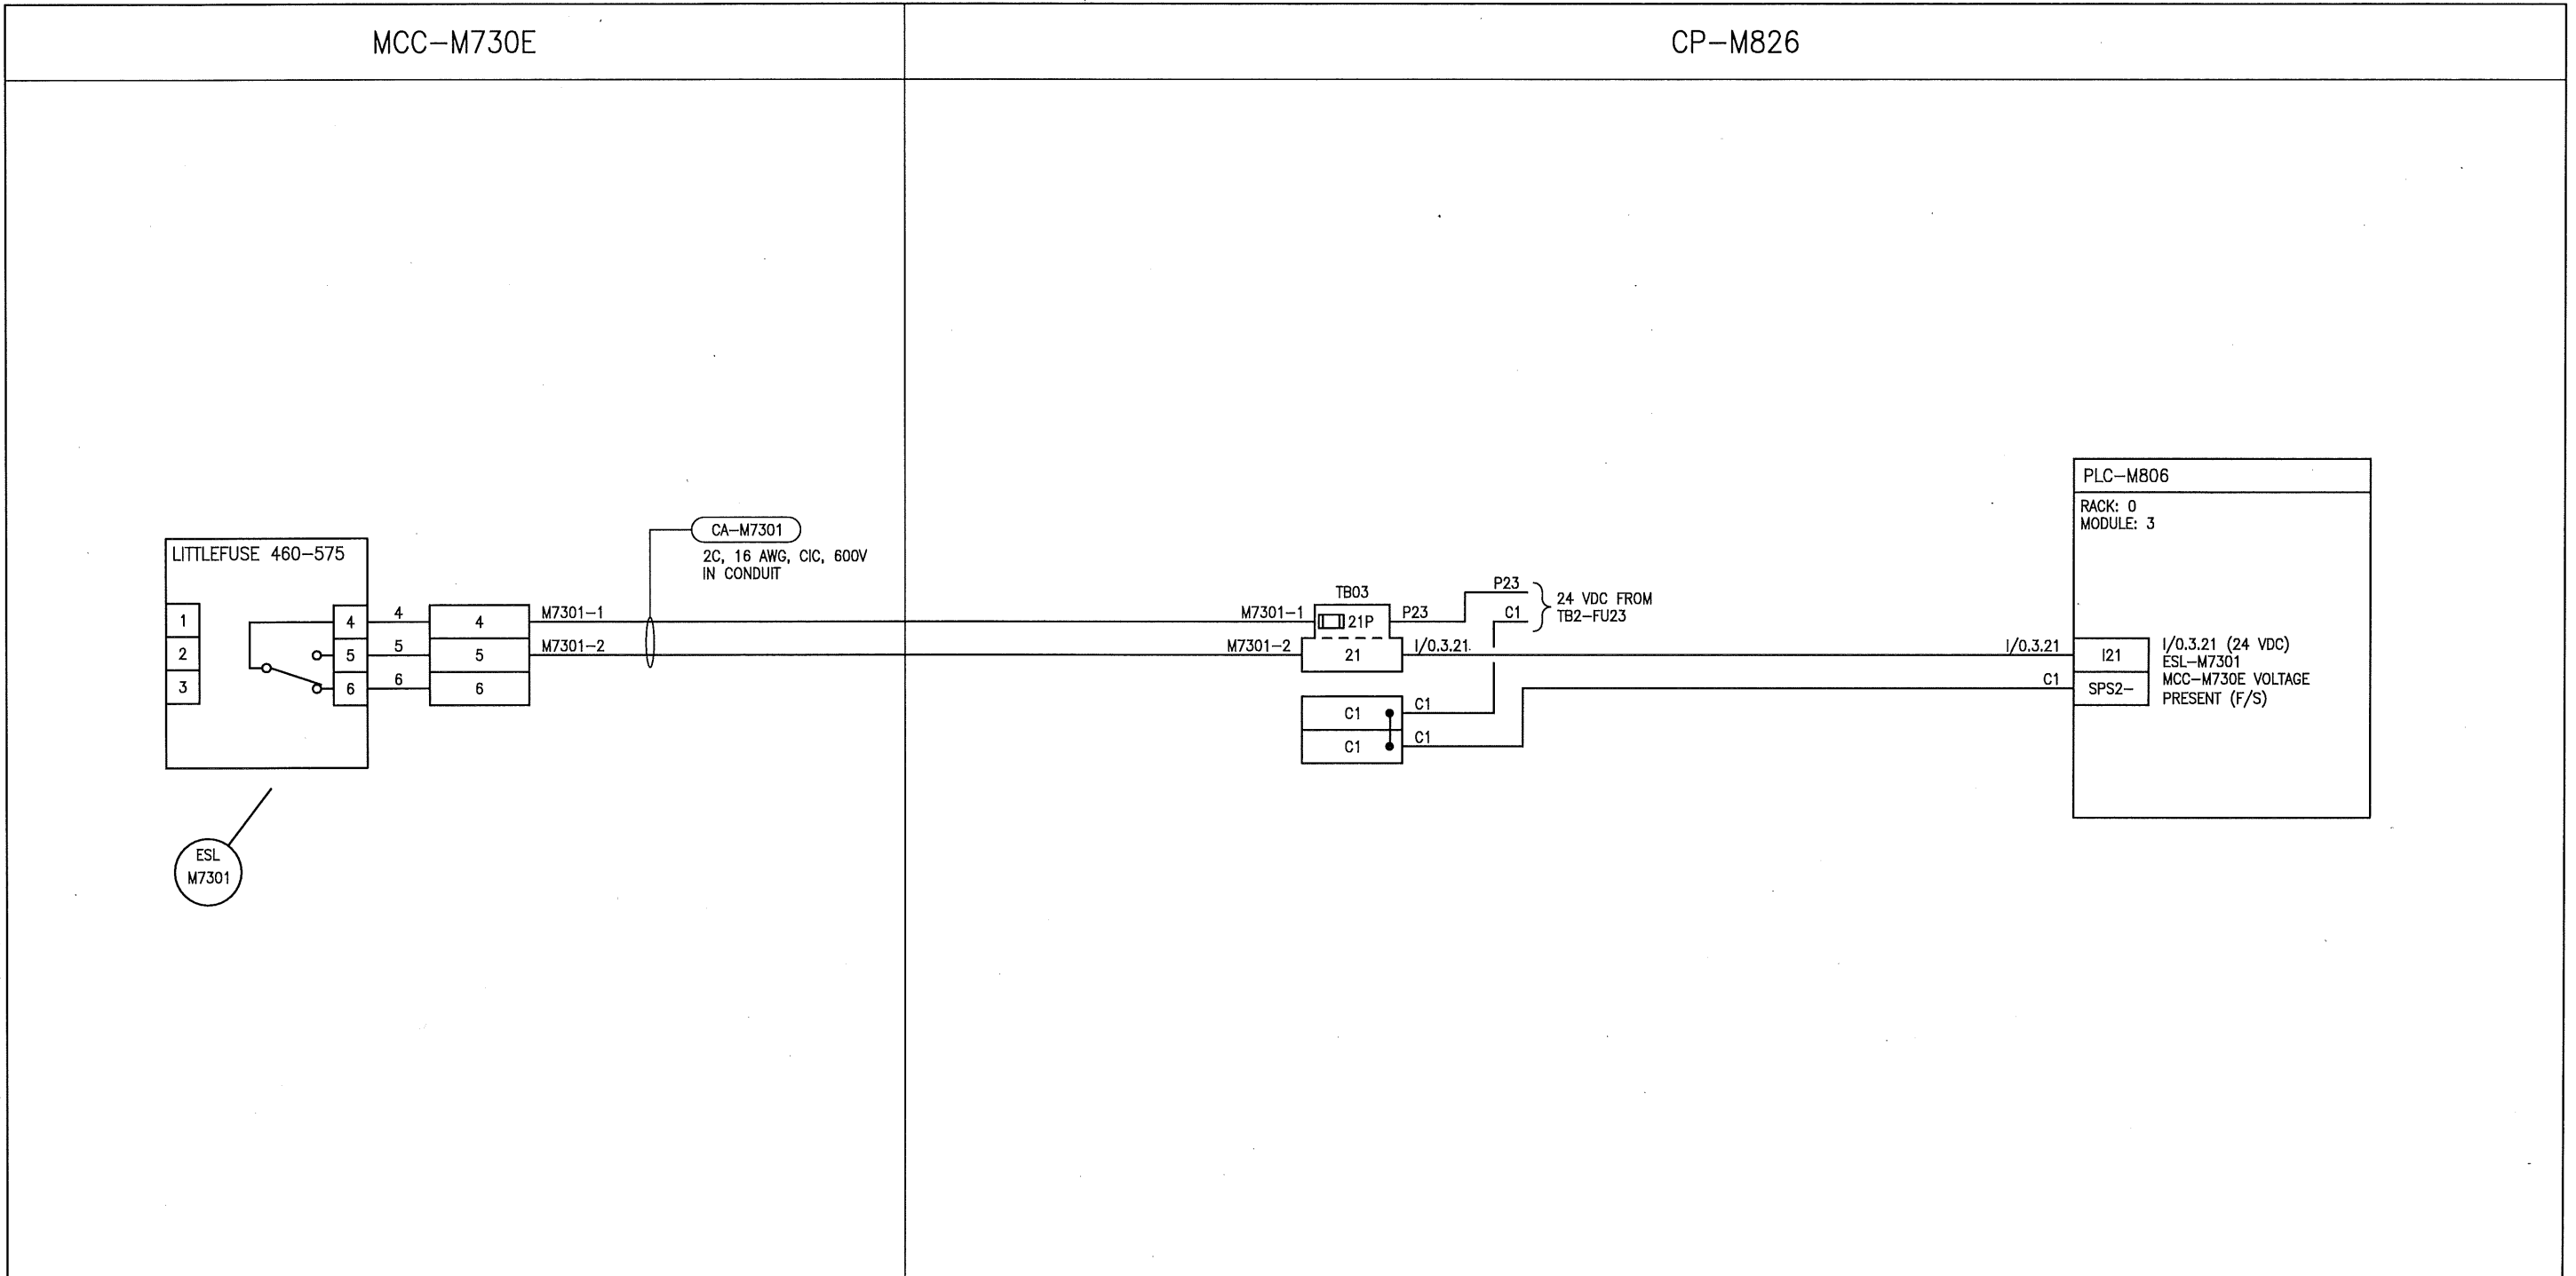 MCC-M730E
CP-M826
PLC-M806
RACK: 0
MODULE: 3
CA-M7301
2C, 16 AWG, CIC, 600V
IN CONDUIT
LITTLEFUSE 460-575
1
2
3
4
5
6
4
5
6
4
5
6
M7301-1
M7301-2
M7301-1
M7301-2
TB03
21P
21
P23
I/0.3.21
P23
C1
24 VDC FROM
TB2-FU23
C1
C1
C1
C1
I/0.3.21
C1
I21
SPS2-
I/0.3.21 (24 VDC)
ESL-M7301
MCC-M730E VOLTAGE
PRESENT (F/S)
ESL
M7301